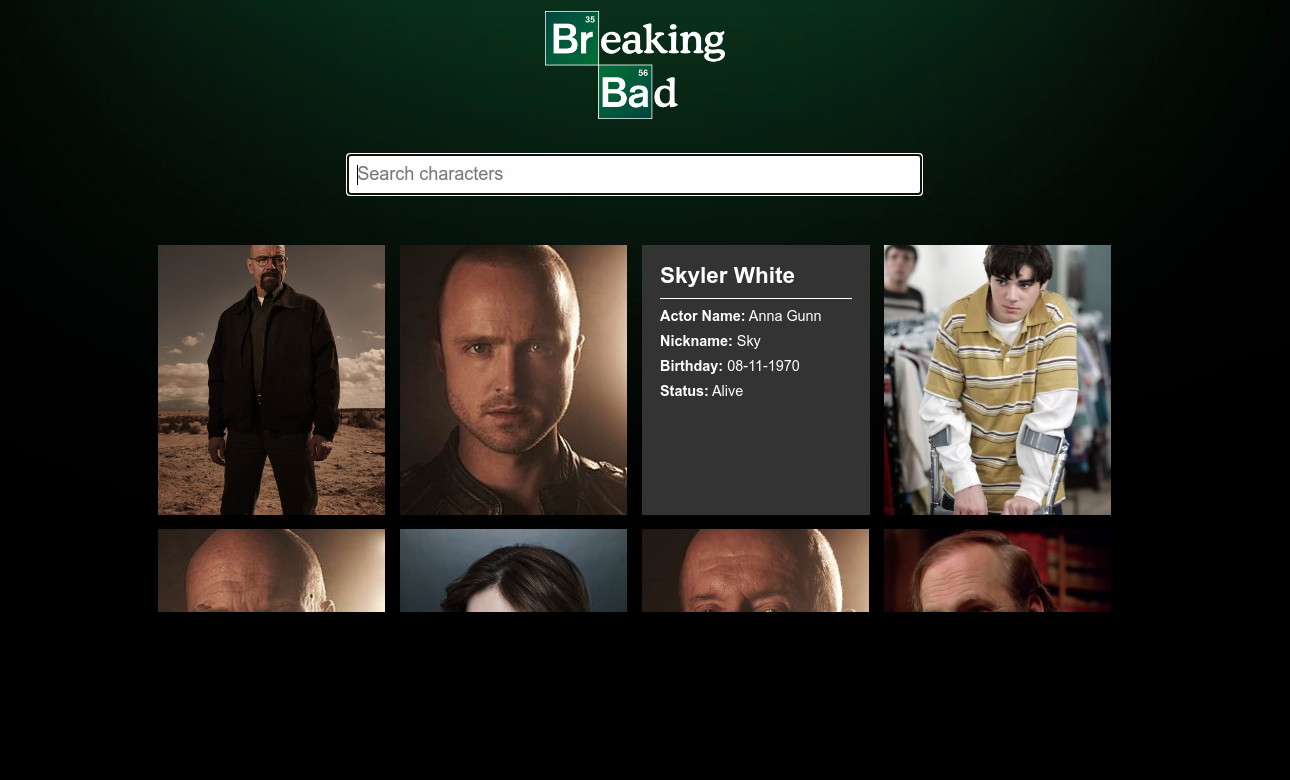 35
Breaking
56
Bad
Search characters
Skyler White
Actor Name: Anna Gunn
Nickname: Sky
Birthday: 08-11-1970
Status: Alive